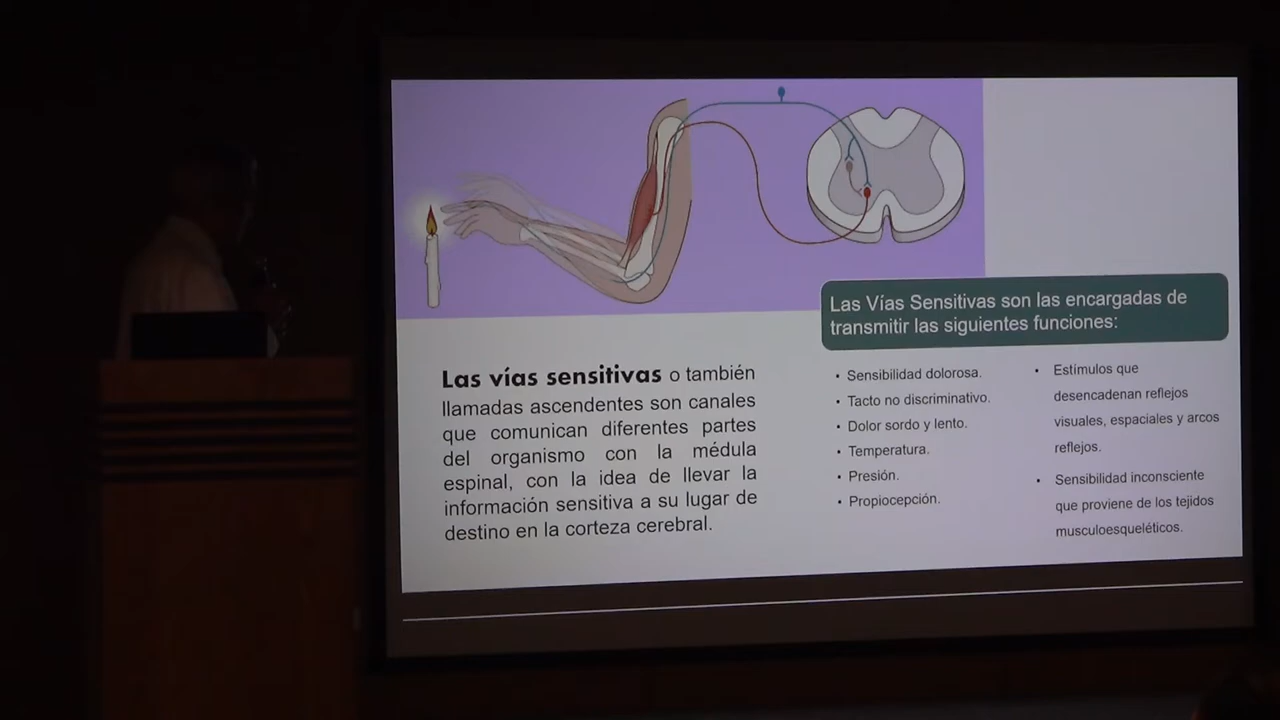 Las Vías Sensitivas son las encargadas de
transmitir las siguientes funciones:
Las vías sensitivas o también
llamadas ascendentes son canales
que comunican diferentes partes
del organismo con la médula
espinal, con la idea de llevar la
información sensitiva a su lugar de
destino en la corteza cerebral.
• Sensibilidad dolorosa.
• Tacto no discriminativo.
• Dolor sordo y lento.
• Temperatura.
• Presión.
• Propiocepción.
• Estímulos que
desencadenan reflejos
visuales, espaciales y arcos
reflejos.
• Sensibilidad inconsciente
que proviene de los tejidos
musculoesqueléticos.